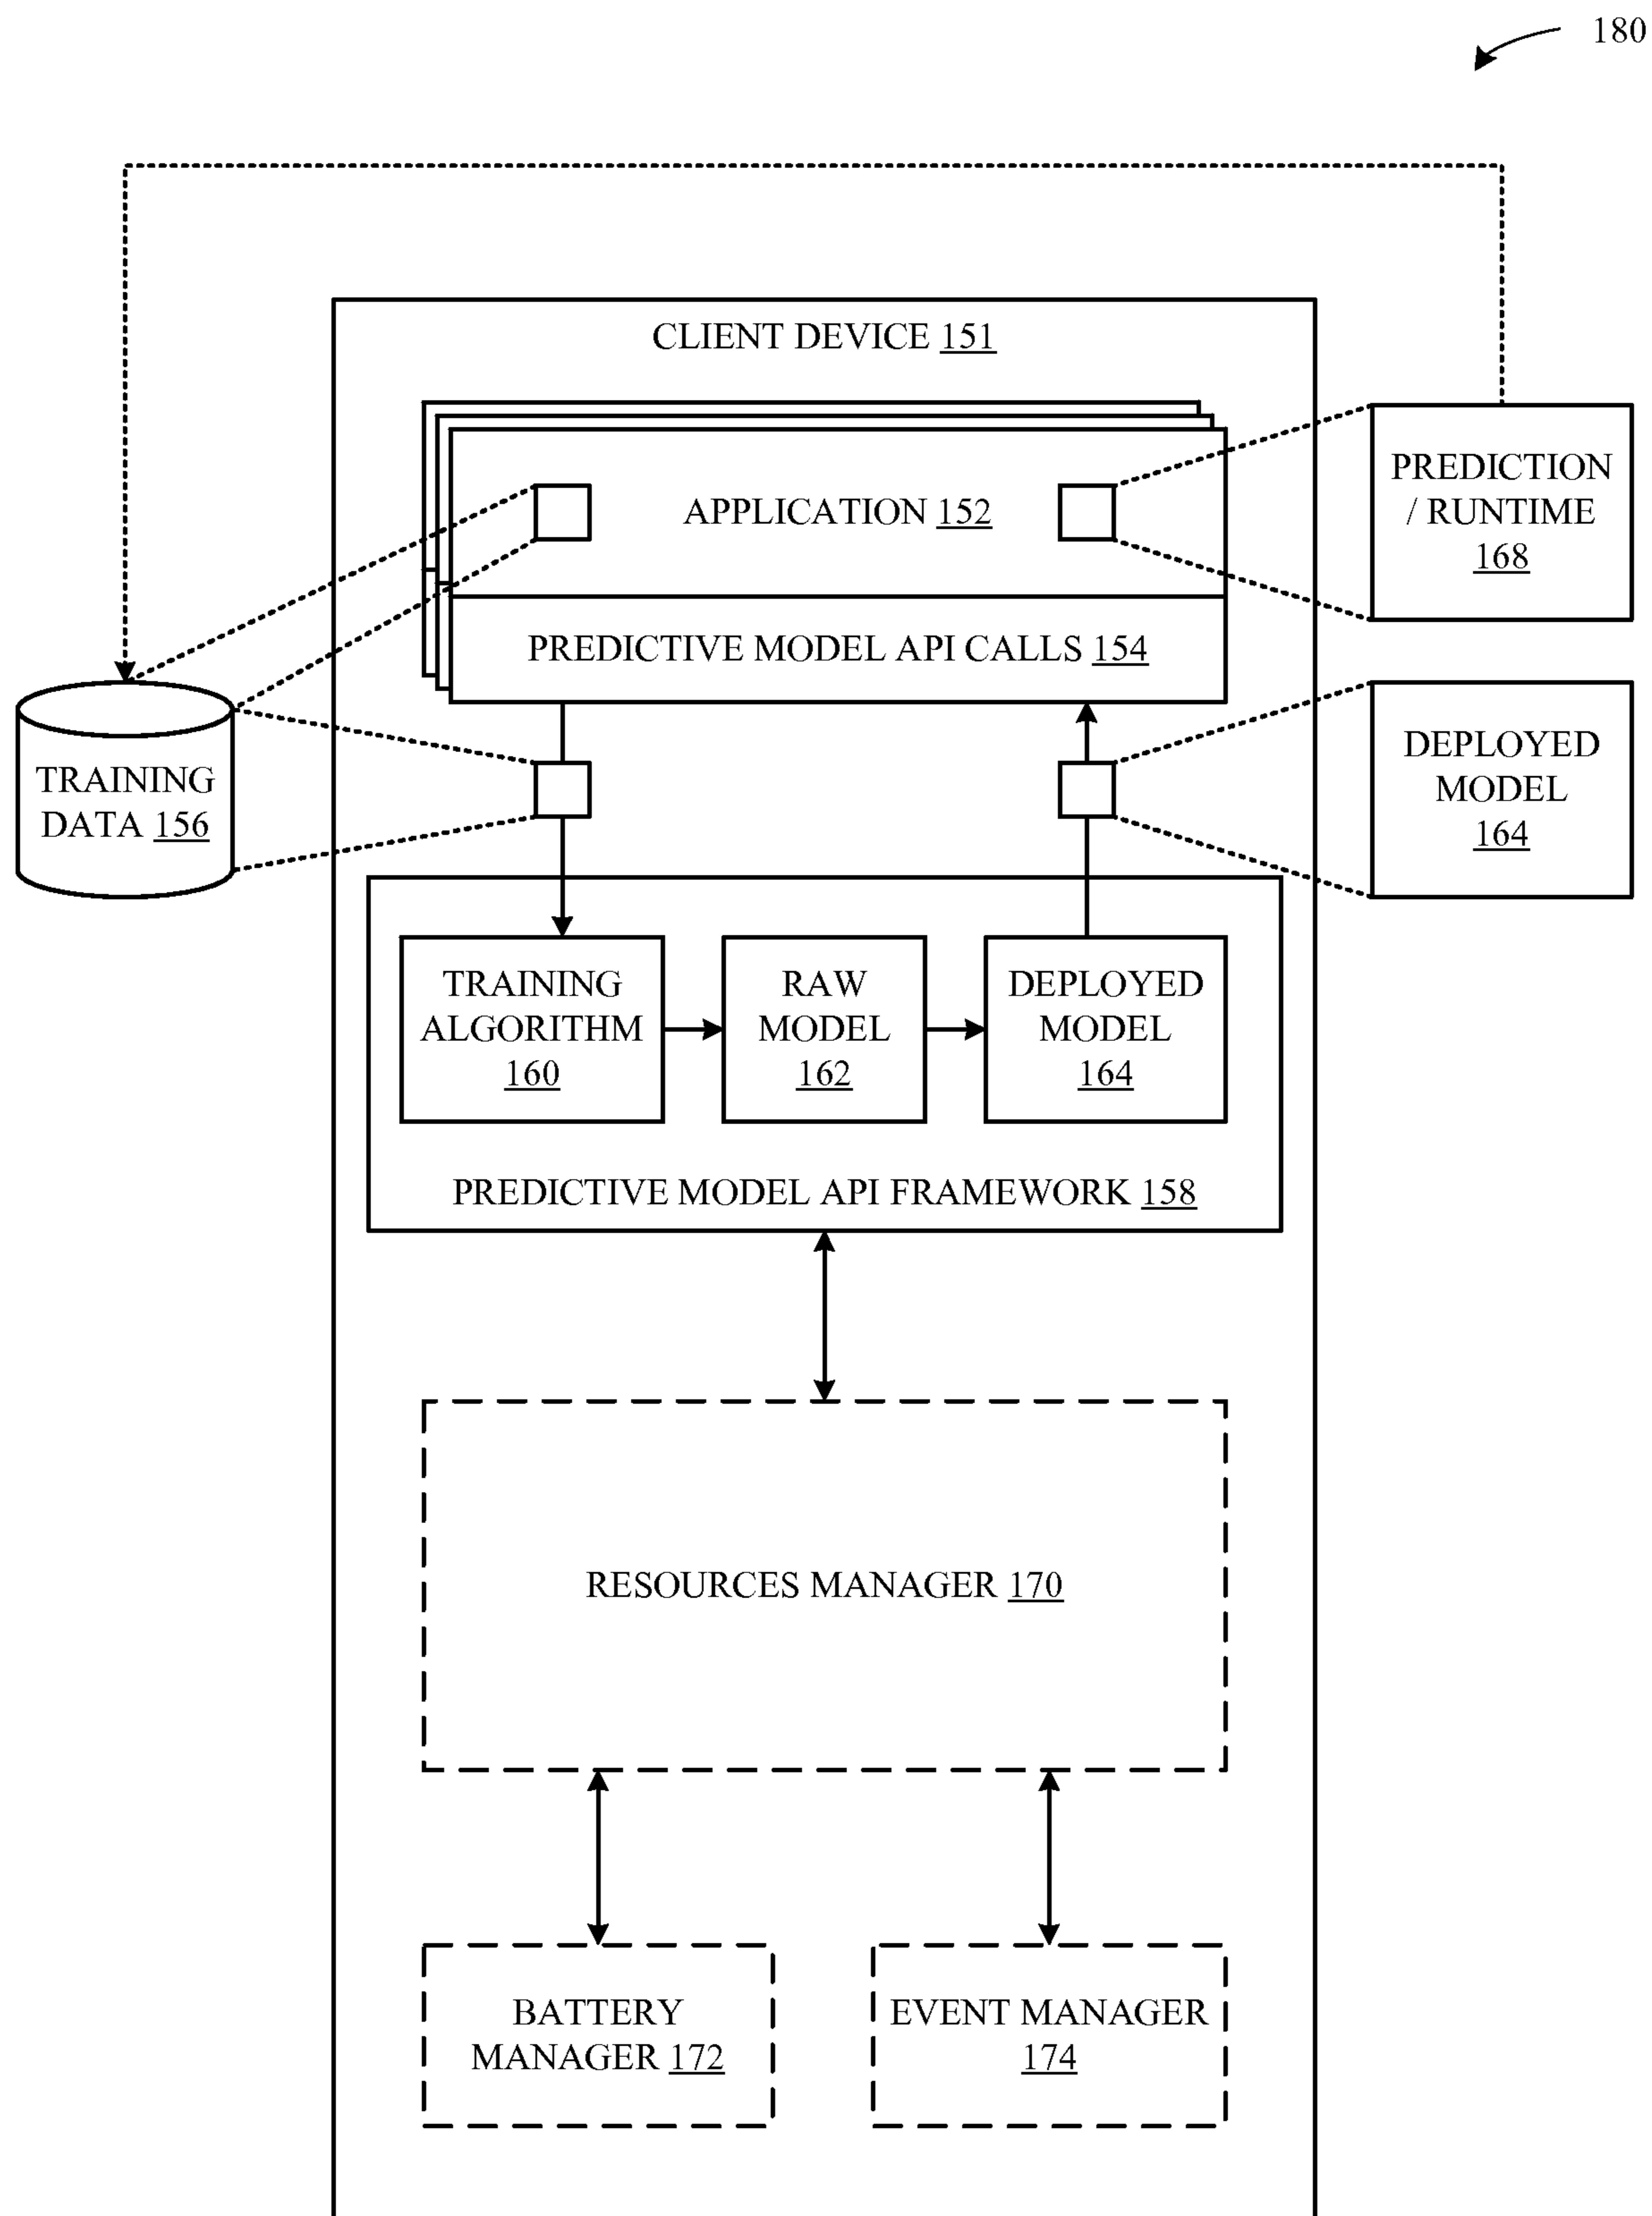 180
CLIENT DEVICE 151
APPLICATION 152
PREDICTION
/ RUNTIME
168
PREDICTIVE MODEL API CALLS 154
TRAINING
DATA 156
DEPLOYED
MODEL
164
TRAINING
ALGORITHM
160
RAW
MODEL
162
DEPLOYED
MODEL
164
PREDICTIVE MODEL API FRAMEWORK 158
RESOURCES MANAGER 170
BATTERY
MANAGER 172
EVENT MANAGER
174